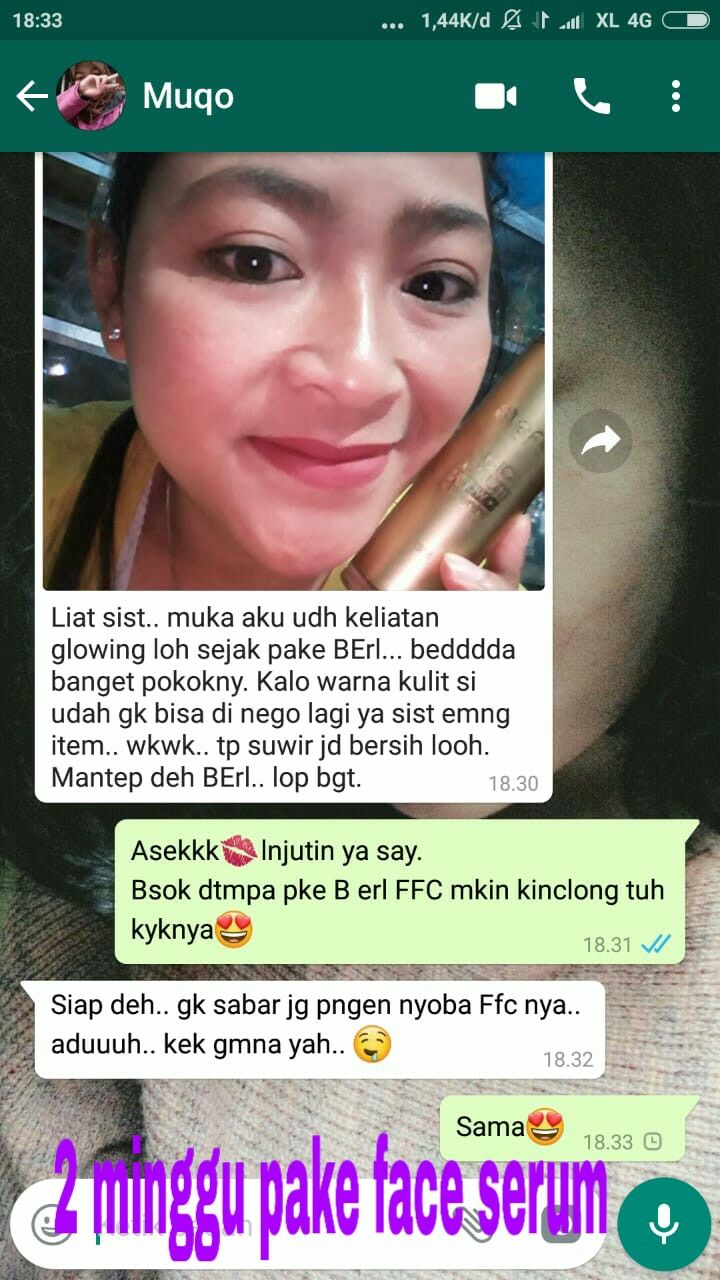 18:33
... 1,44K/d XL 4G
Muqo
Liat sist.. muka aku udh keliatan
glowing loh sejak pake BErl... bedddda
banget pokokny. Kalo warna kulit si
udah gk bisa di nego lagi ya sist emng
item.. wkwk.. tp suwir jd bersih looh.
Mantep deh BErl.. lop bgt.
18.30
Asekkk💋lnjutin ya say.
Bsok dtmpa pke B erl FFC mkin kinclong tuh
kyknya😍
18.31
Siap deh.. gk sabar jg pngen nyoba Ffc nya..
aduuuh.. kek gmna yah.. 🤤
18.32
Sama😍
18.33
2 minggu pake face serum